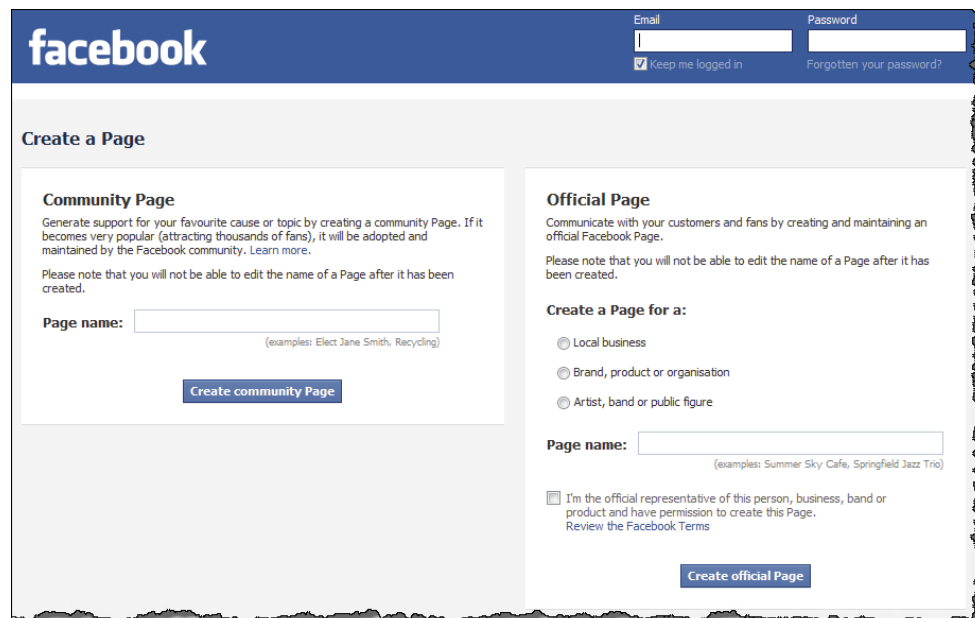 facebook
Email
Password
Keep me logged in
Forgotten your password?
Create a Page
Community Page
Generate support for your favourite cause or topic by creating a community Page. If it
becomes very popular (attracting thousands of fans), it will be adopted and
maintained by the Facebook community. Learn more.
Please note that you will not be able to edit the name of a Page after it has been
created.
Page name:
(examples: Elect Jane Smith, Recycling)
Create community Page
Official Page
Communicate with your customers and fans by creating and maintaining an
official Facebook Page.
Please note that you will not be able to edit the name of a Page after it has
been created.
Create a Page for a:
Local business
Brand, product or organisation
Artist, band or public figure
Page name:
(examples: Summer Sky Cafe, Springfield Jazz Trio)
I'm the official representative of this person, business, band or
product and have permission to create this Page.
Review the Facebook Terms
Create official Page